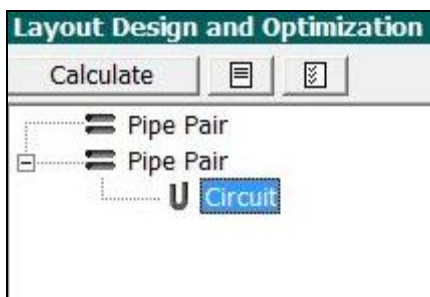 Layout Design and Optimization
Calculate
Pipe Pair
Pipe Pair
Circuit